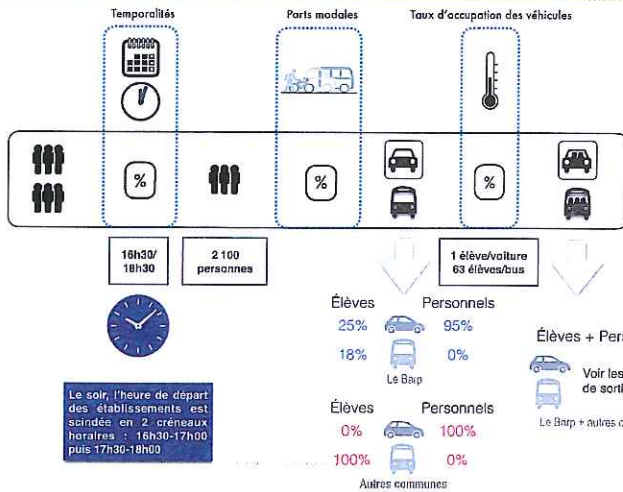 Temporalités
Parts modales
Taux d'occupation des véhicules
%
%
%
16h30/
18h30
2 100
personnes
1 élève/voiture
63 élèves/bus
Élèves
Personnels
25%
95%
18%
0%
Le Barp
Élèves
Personnels
0%
100%
100%
0%
Autres communes
Élèves + Pers
Voir les
de sorti
Le Barp + autres c
Le soir, l'heure de départ
des établissements est
scindée en 2 créneaux
horaires : 16h30-17h00
puis 17h30-18h00